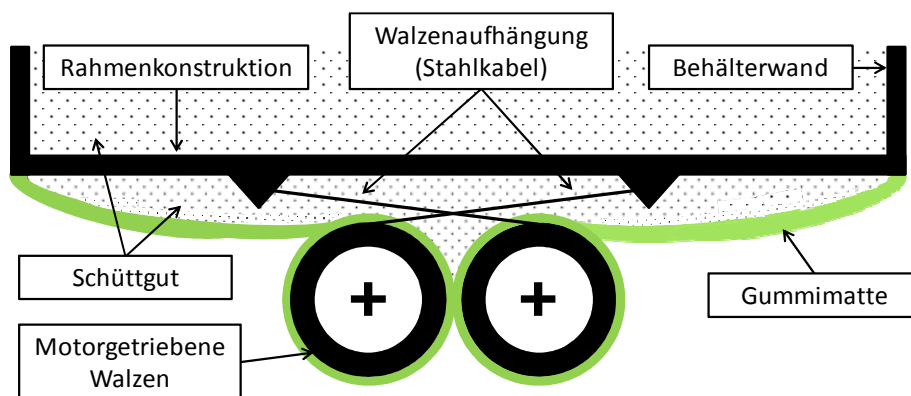 Rahmenkonstruktion
Walzenaufhängung
(Stahlkabel)
Behälterwand
Schüttgut
Gummimatte
Motorgetriebene
Walzen